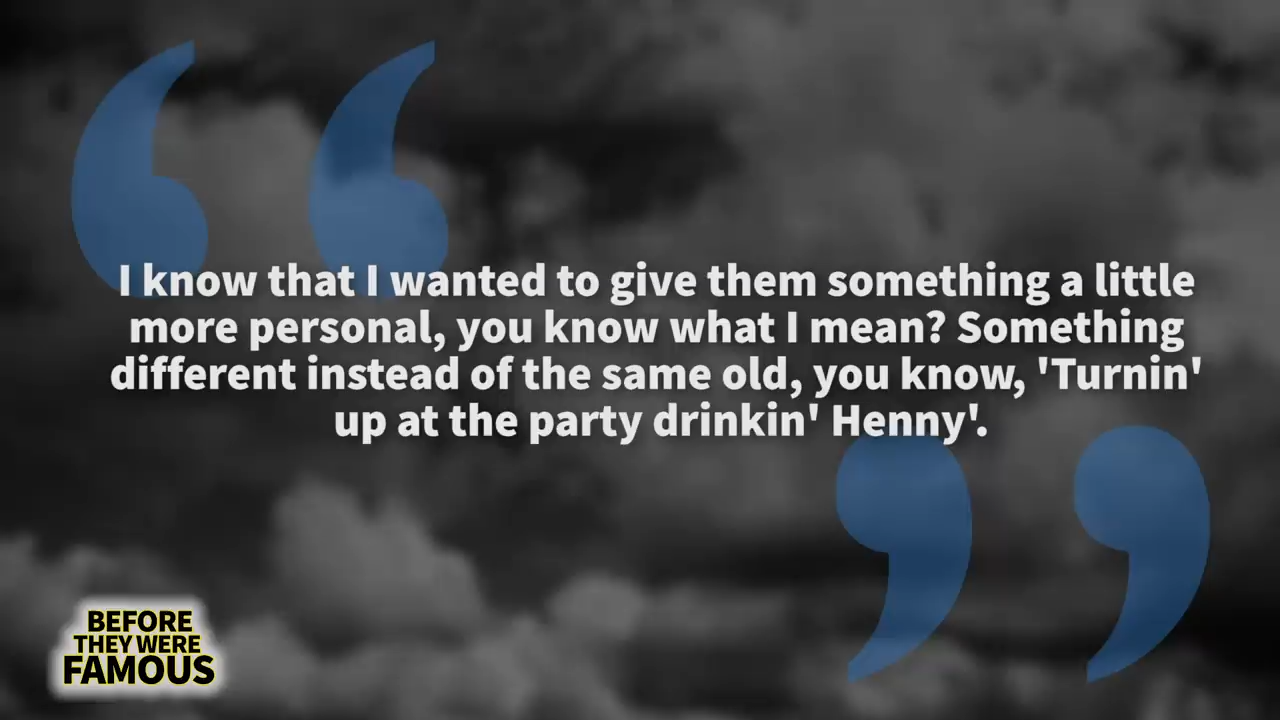 I know that I wanted to give them something a little
more personal, you know what I mean? Something
different instead of the same old, you know, 'Turnin'
up at the party drinkin' Henny'.
BEFORE
THEY WERE
FAMOUS